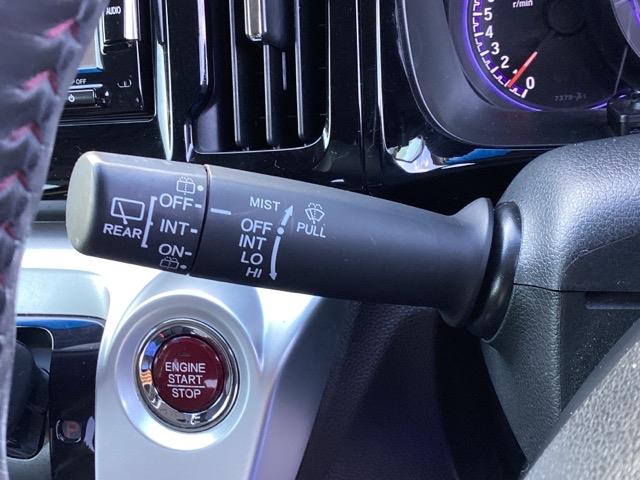 AUDIO
OFF
r/min
6
5
4
3
2
1
0
REAR
OFF
INT
ON
MIST
OFF
INT
LO
HI
PULL
ENGINE
START
STOP